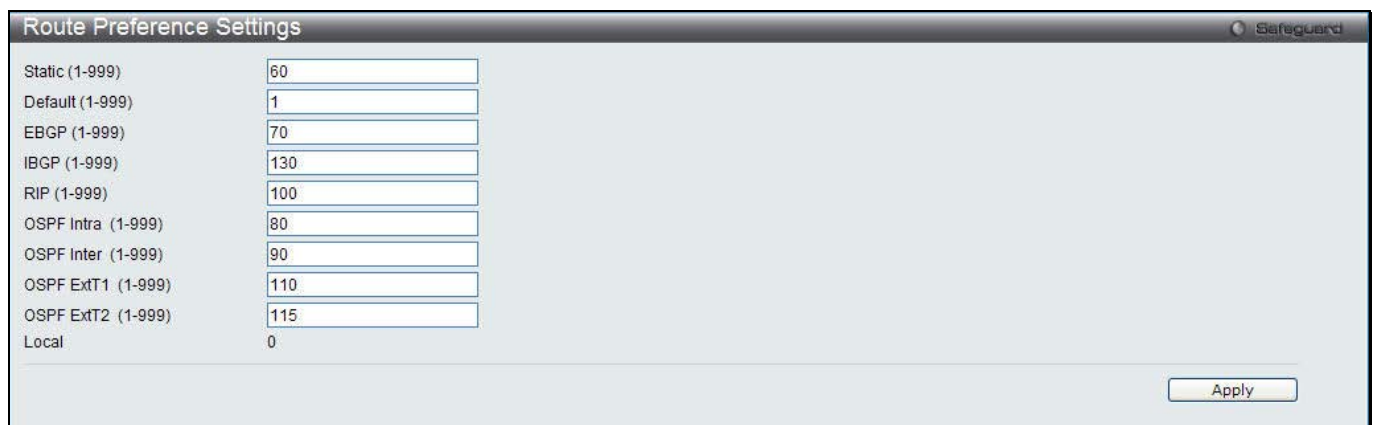 Route Preference Settings
Safeguard
Static (1-999) 60
Default (1-999) 1
EBGP (1-999) 70
IBGP (1-999) 130
RIP (1-999) 100
OSPF Intra (1-999) 80
OSPF Inter (1-999) 90
OSPF ExtT1 (1-999) 110
OSPF ExtT2 (1-999) 115
Local 0
Apply